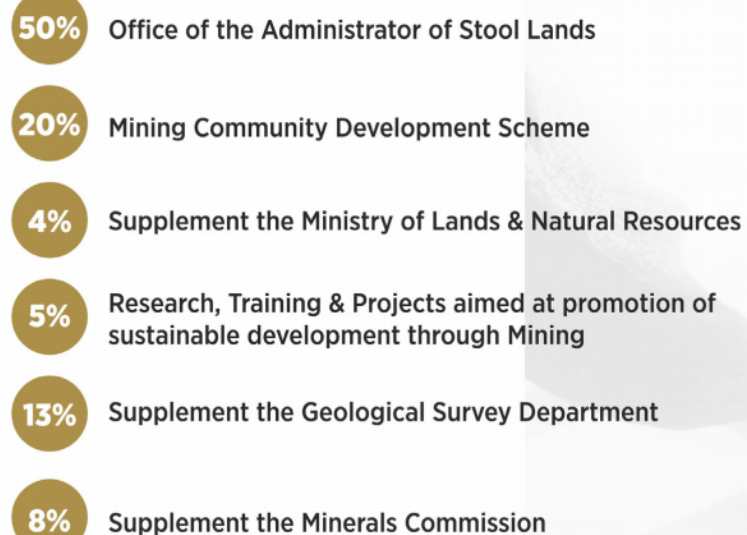 50% Office of the Administrator of Stool Lands
20% Mining Community Development Scheme
4% Supplement the Ministry of Lands & Natural Resources
5% Research, Training & Projects aimed at promotion of
sustainable development through Mining
13% Supplement the Geological Survey Department
8% Supplement the Minerals Commission